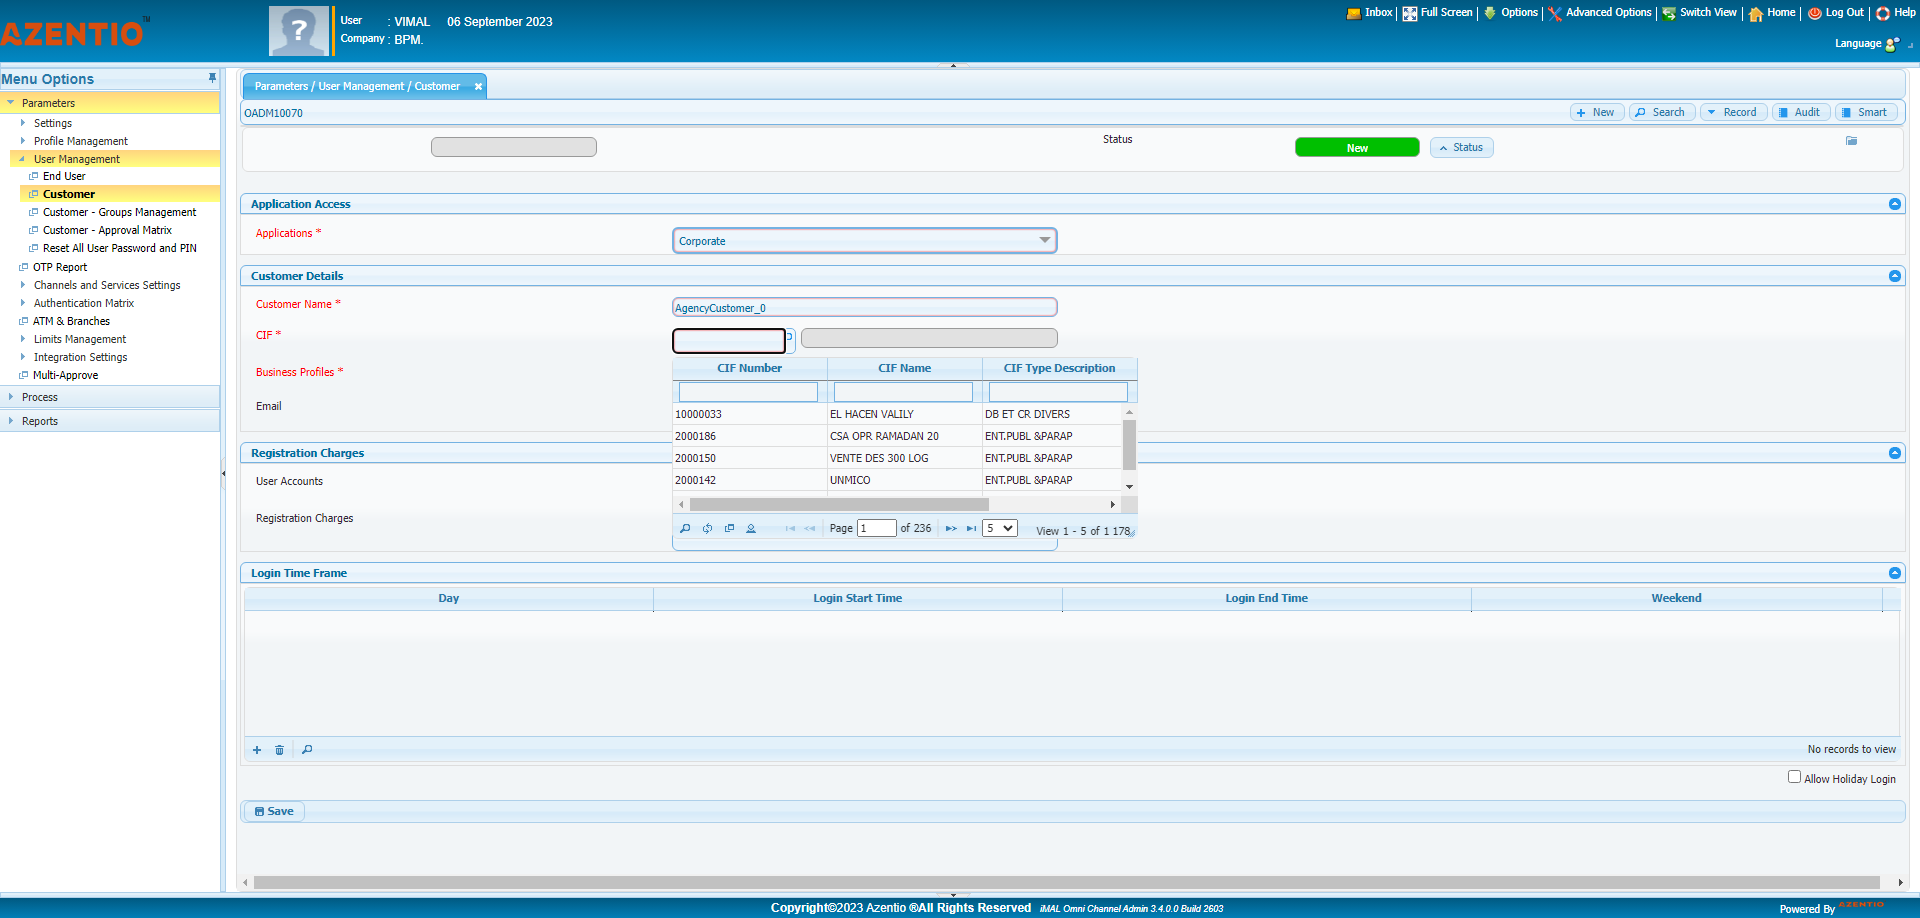 AZENTIO™
User : VIMAL 06 September 2023
Company : BPM.
Inbox Full Screen Options Advanced Options Switch View Home Log Out Help
Language
Menu Options
Parameters
Settings
Profile Management
User Management
End User
Customer
Customer - Groups Management
Customer - Approval Matrix
Reset All User Password and PIN
OTP Report
Channels and Services Settings
Authentication Matrix
ATM & Branches
Limits Management
Integration Settings
Multi-Approve
Process
Reports
Parameters / User Management / Customer
OADM10070
New Search Record Audit Smart
Status New Status
Application Access
Applications * Corporate
Customer Details
Customer Name * AgencyCustomer_0
CIF *
Business Profiles *
Email
CIF Number CIF Name CIF Type Description
10000033 EL HACEN VALILY DB ET CR DIVERS
2000186 CSA OPR RAMADAN 20 ENT.PUBL &PARAP
2000150 VENTE DES 300 LOG ENT.PUBL &PARAP
2000142 UNMICO ENT.PUBL &PARAP
Page 1 of 236 5 View 1 - 5 of 1 178
Registration Charges
User Accounts
Registration Charges
Login Time Frame
Day Login Start Time Login End Time Weekend
No records to view
Allow Holiday Login
Save
Copyright©2023 Azentio ®All Rights Reserved iMAL Omni Channel Admin 3.4.0.0 Build 2603
Powered By AZENTIO